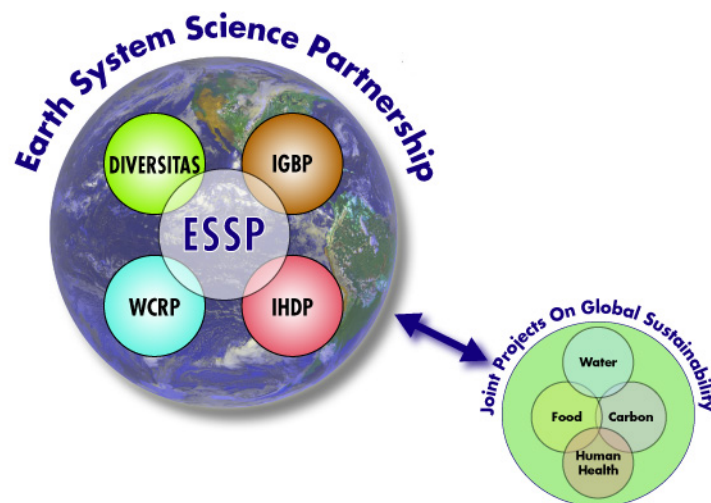 Earth System Science Partnership
DIVERSITAS
IGBP
ESSP
WCRP
IHDP
Joint Projects On Global Sustainability
Water
Food
Carbon
Human
Health